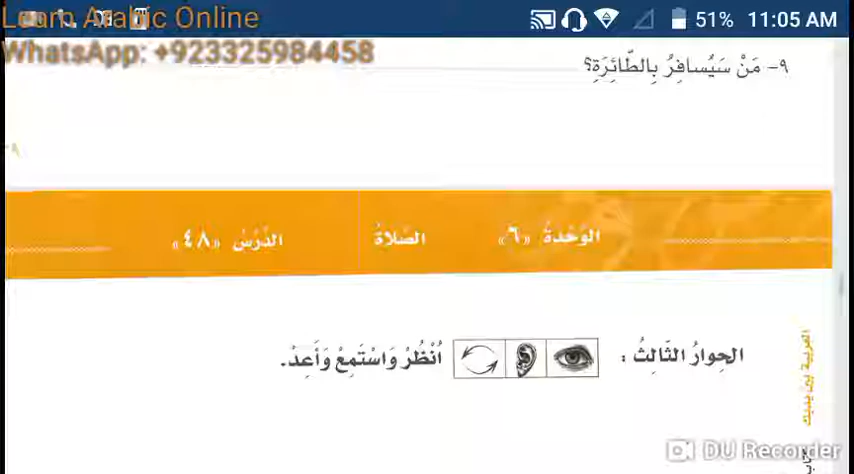 Learn Arabic Online
51% 11:05 AM
WhatsApp: +923325984458
٩- مَنْ سَيُسافِرُ بِالطّائِرَةِ؟
الوَحْدَةُ «٦» الصَّلاةُ الدَّرْسُ «٤٨»
الحِوارُ الثّالِثُ : اُنْظُرْ وَاسْتَمِعْ وَأَعِدْ.
العربية بين يديك
DU Recorder